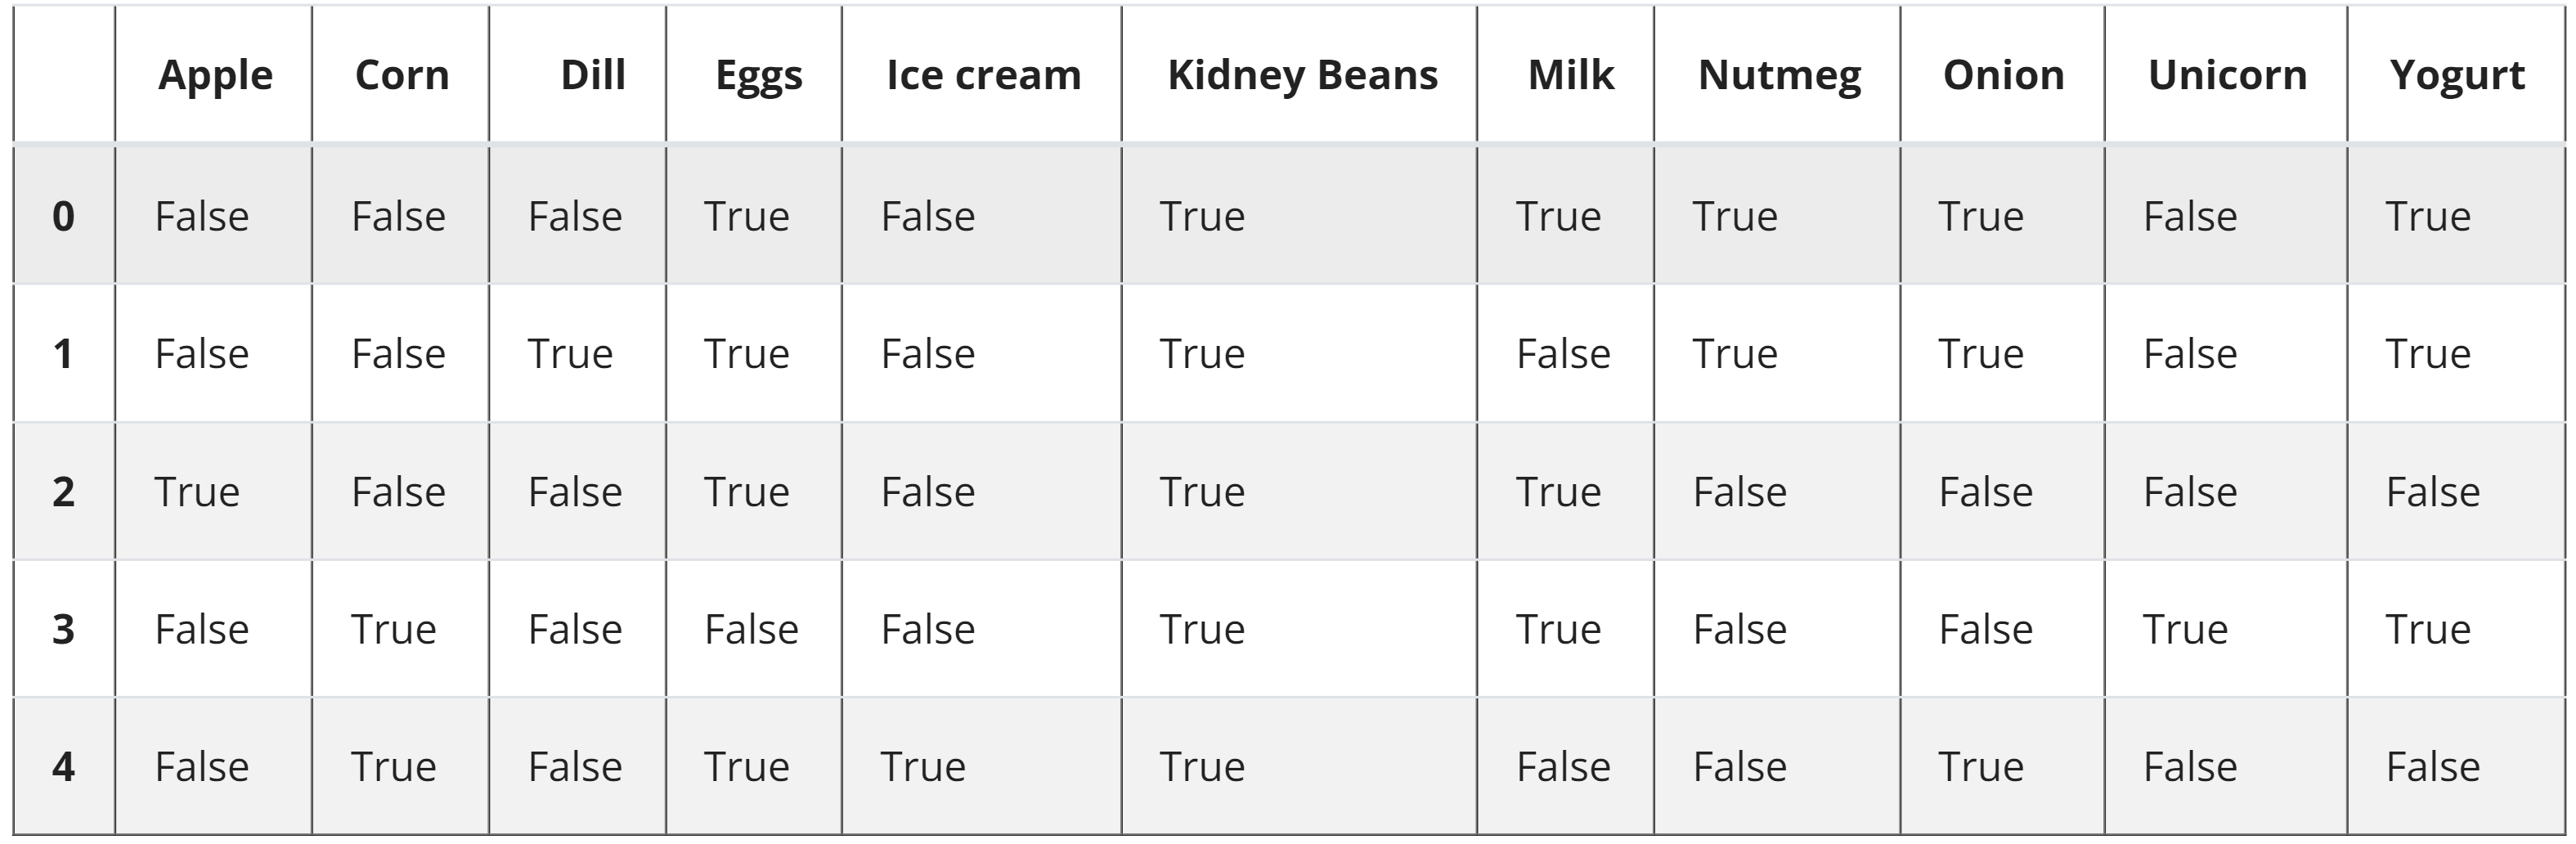 Apple Corn Dill Eggs Ice cream Kidney Beans Milk Nutmeg Onion Unicorn Yogurt
0 False False False True False True True True True False True
1 False False True True False True False True True False True
2 True False False True False True True False False False False
3 False True False False False True True False False True True
4 False True False True True True False False True False False